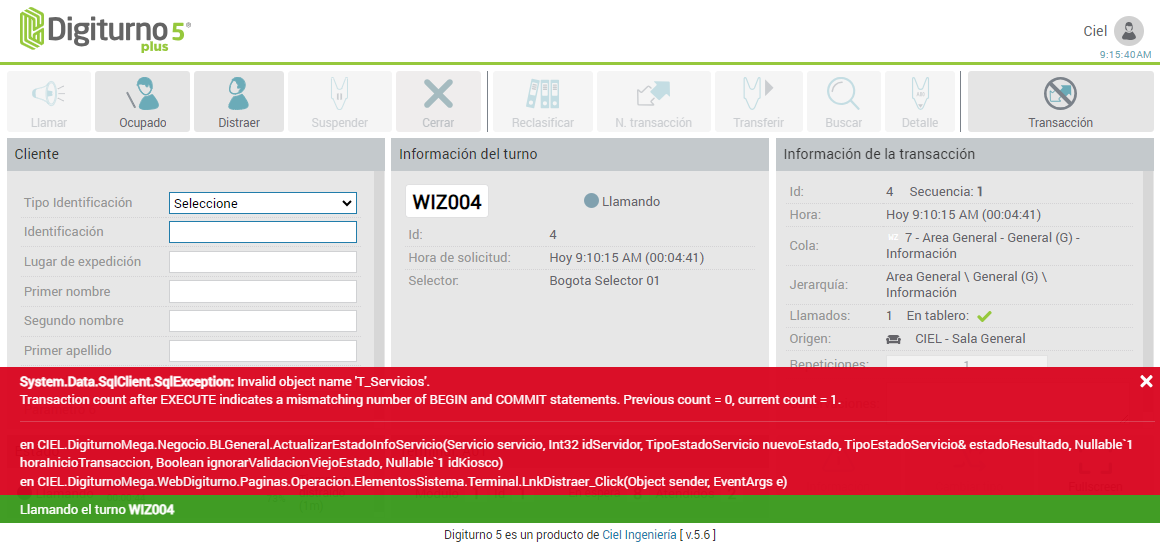 Digiturno 5®
plus
Ciel
9:15:40AM
Llamar
Ocupado
Distraer
Suspender
Cerrar
Reclasificar
N. transacción
Transferir
Buscar
Detalle
Transacción
Cliente
Tipo Identificación
Seleccione
Identificación
Lugar de expedición
Primer nombre
Segundo nombre
Primer apellido
Información del turno
WIZ004
Llamando
Id: 4
Hora de solicitud: Hoy 9:10:15 AM (00:04:41)
Selector: Bogota Selector 01
Información de la transacción
Id: 4 Secuencia: 1
Hora: Hoy 9:10:15 AM (00:04:41)
Cola: 7 - Area General - General (G) -
Información
Jerarquía: Area General \ General (G) \
Información
Llamados: 1 En tablero:
Origen: CIEL - Sala General
Repeticiones: 1
System.Data.SqlClient.SqlException: Invalid object name 'T_Servicios'.
Transaction count after EXECUTE indicates a mismatching number of BEGIN and COMMIT statements. Previous count = 0, current count = 1.
en CIEL.DigiturnoMega.Negocio.BLGeneral.ActualizarEstadoInfoServicio(Servicio servicio, Int32 idServidor, TipoEstadoServicio nuevoEstado, TipoEstadoServicio& estadoResultado, Nullable`1
horaInicioTransaccion, Boolean ignorarValidacionViejoEstado, Nullable`1 idKiosco)
en CIEL.DigiturnoMega.WebDigiturno.Paginas.Operacion.ElementosSistema.Terminal.LnkDistraer_Click(Object sender, EventArgs e)
Llamando el turno WIZ004
Digiturno 5 es un producto de Ciel Ingeniería [ v.5.6 ]